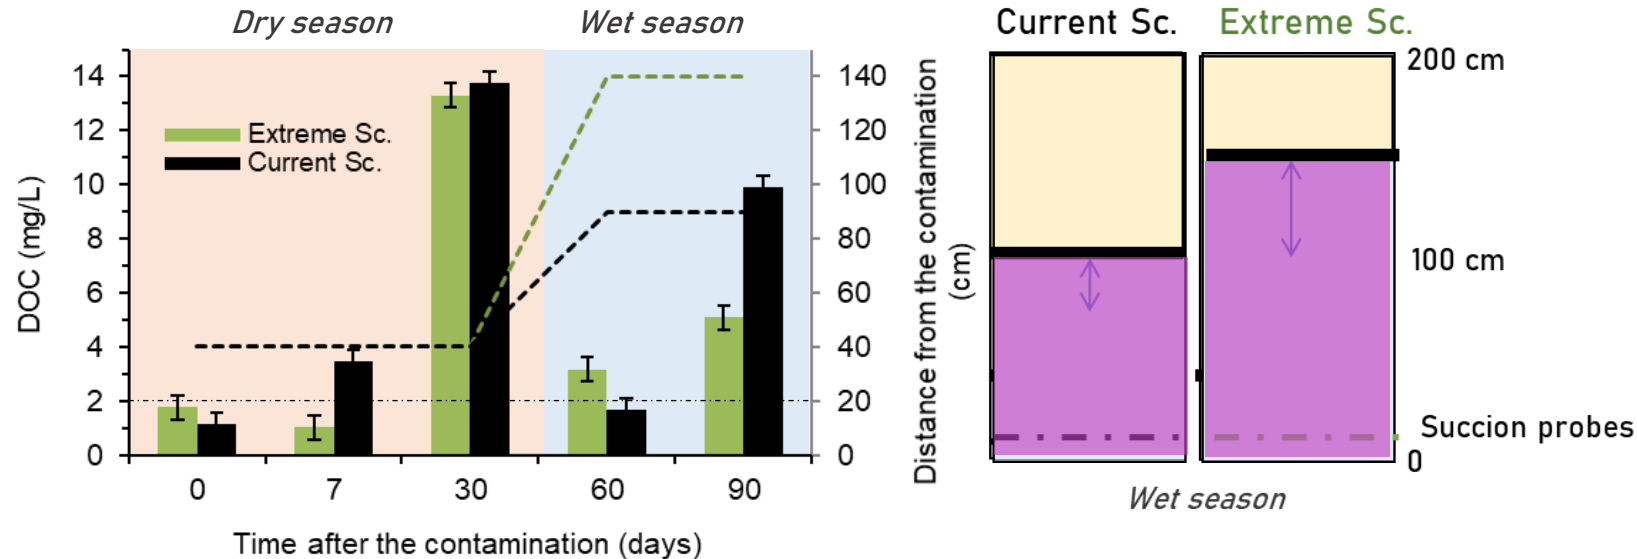 Dry season
Wet season
Current Sc.
Extreme Sc.
14
12
10
8
6
4
2
0
DOC (mg/L)
Extreme Sc.
Current Sc.
140
120
100
80
60
40
20
0
Distance from the contamination
(cm)
200 cm
100 cm
Succion probes
0
0
7
30
60
90
Time after the contamination (days)
Wet season